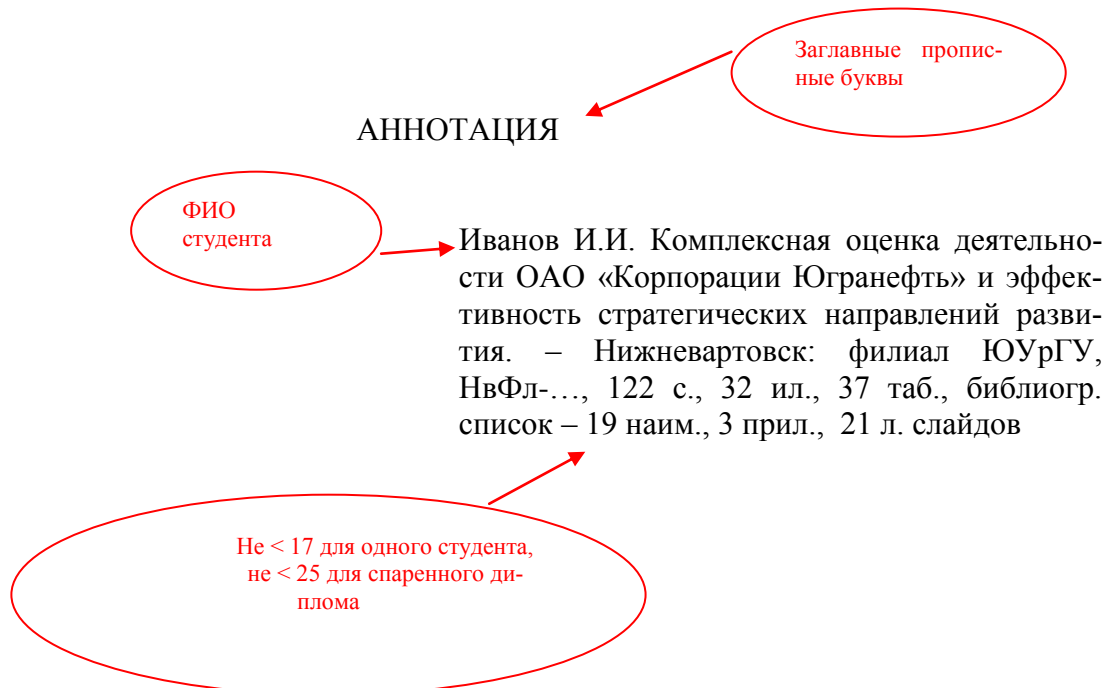 Заглавные пропис-
ные буквы
АННОТАЦИЯ
ФИО
студента
Иванов И.И. Комплексная оценка деятельно-
сти ОАО «Корпорации Югранефть» и эффек-
тивность стратегических направлений разви-
тия. – Нижневартовск: филиал ЮУрГУ,
НвФл-…, 122 с., 32 ил., 37 таб., библиогр.
список – 19 наим., 3 прил., 21 л. слайдов
Не < 17 для одного студента,
не < 25 для спаренного ди-
плома